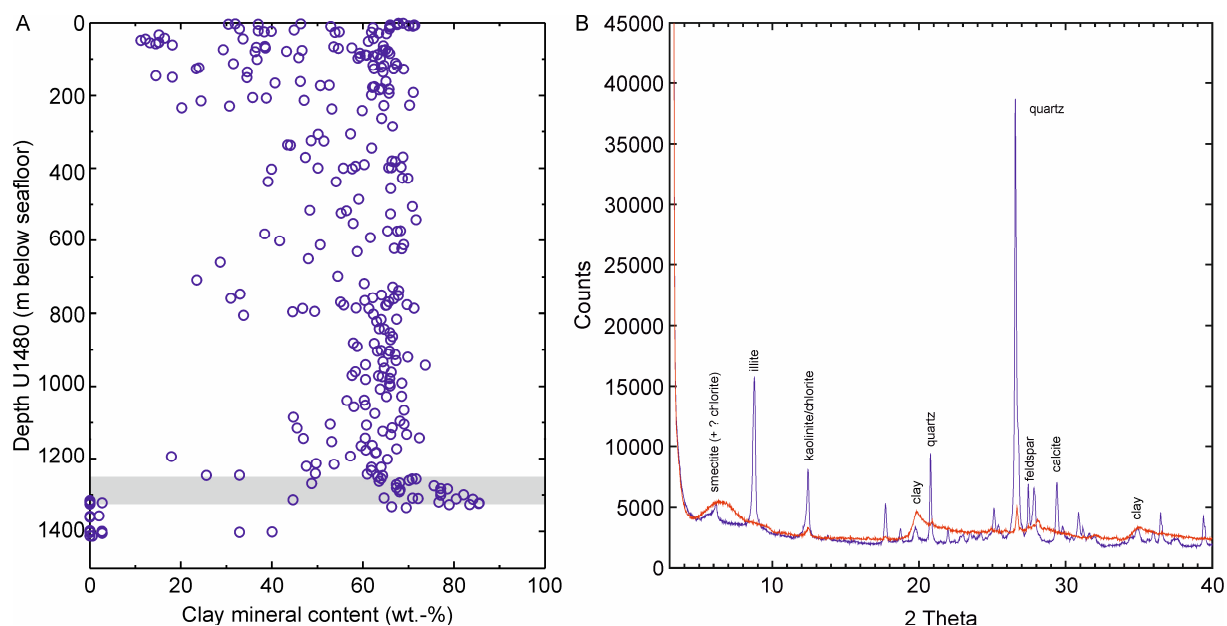 A
0
200
400
600
800
1000
1200
1400
Depth U1480 (m below seafloor)
0
20
40
60
80
100
Clay mineral content (wt.-%)
B
45000
40000
35000
30000
25000
20000
15000
10000
5000
0
Counts
smectite (+ ? chlorite)
illite
kaolinite/chlorite
clay
quartz
quartz
feldspar
calcite
clay
10
20
30
40
2 Theta